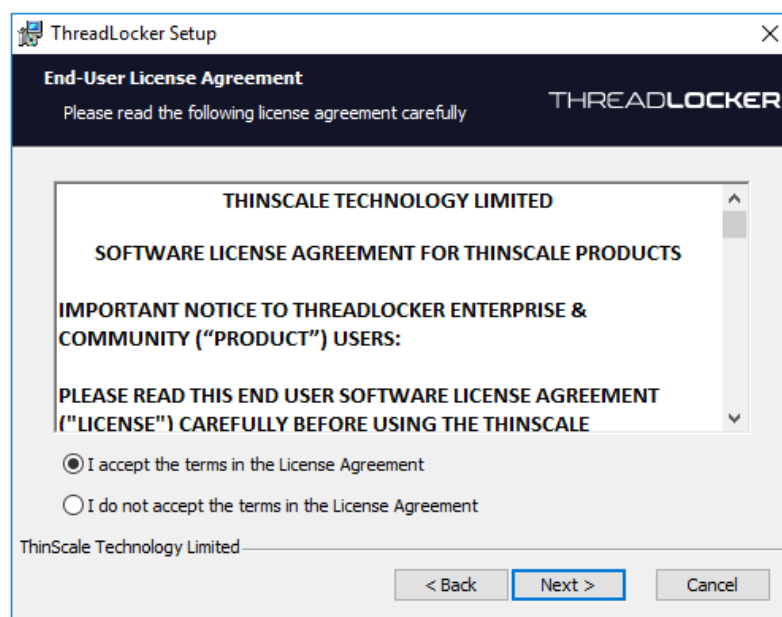 ThreadLocker Setup
End-User License Agreement
Please read the following license agreement carefully
THREADLOCKER
THINSCALE TECHNOLOGY LIMITED
SOFTWARE LICENSE AGREEMENT FOR THINSCALE PRODUCTS
IMPORTANT NOTICE TO THREADLOCKER ENTERPRISE &
COMMUNITY (“PRODUCT”) USERS:
PLEASE READ THIS END USER SOFTWARE LICENSE AGREEMENT
("LICENSE") CAREFULLY BEFORE USING THE THINSCALE
I accept the terms in the License Agreement
I do not accept the terms in the License Agreement
ThinScale Technology Limited
< Back
Next >
Cancel